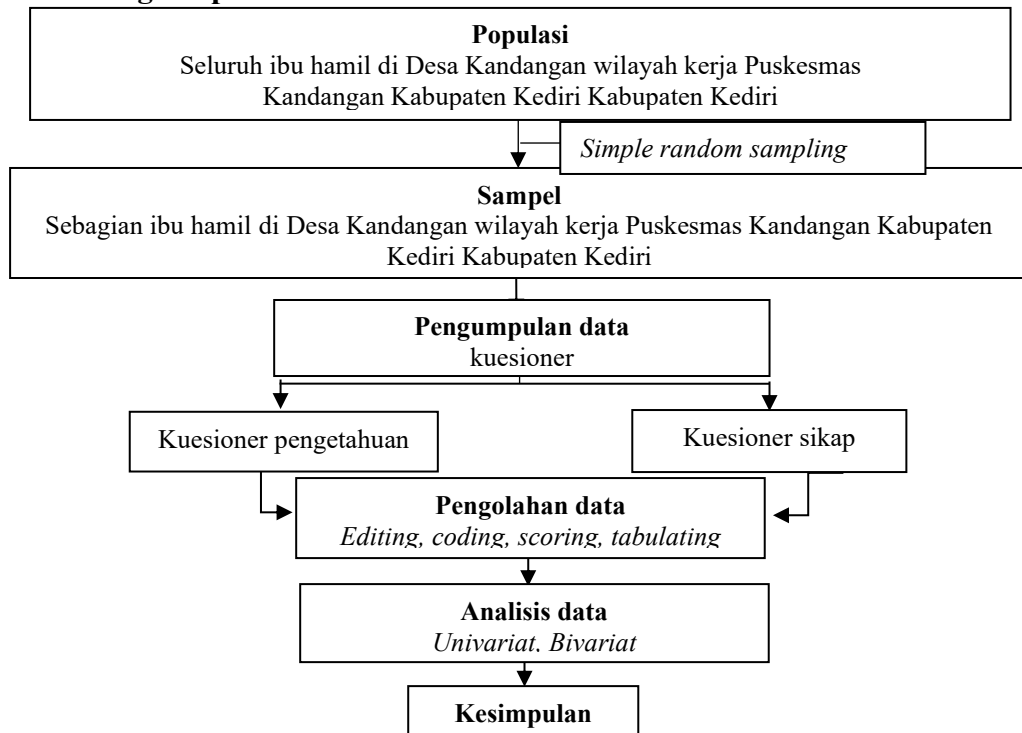 Populasi
Seluruh ibu hamil di Desa Kandangan wilayah kerja Puskesmas
Kandangan Kabupaten Kediri Kabupaten Kediri
Simple random sampling
Sampel
Sebagian ibu hamil di Desa Kandangan wilayah kerja Puskesmas Kandangan Kabupaten
Kediri Kabupaten Kediri
Pengumpulan data
kuesioner
Kuesioner pengetahuan
Kuesioner sikap
Pengolahan data
Editing, coding, scoring, tabulating
Analisis data
Univariat, Bivariat
Kesimpulan